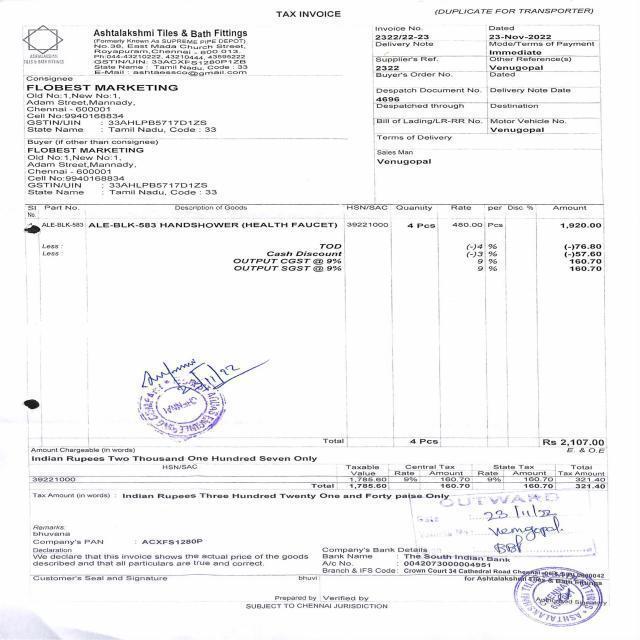 TAX INVOICE
(DUPLICATE FOR TRANSPORTER)
ASHTALAKSHMI
TILES & BATH FITTINGS
Ashtalakshmi Tiles & Bath Fittings
(Formerly Known As SUPREME PIPE DEPOT)
No.38, East Mada Church Street,
Royapuram,Chennai - 600 013.
Ph:044-43210222, 43210444, 43598222
GSTIN/UIN: 33ACXFS1280P1ZB
State Name : Tamil Nadu, Code : 33
E-Mail : ashtaeasco@gmail.com
Invoice No.
2322/22-23
Dated
23-Nov-2022
Delivery Note
Mode/Terms of Payment
Immediate
Supplier's Ref.
2322
Other Reference(s)
Venugopal
Buyer's Order No.
Dated
Despatch Document No.
4696
Delivery Note Date
Despatched through
Destination
Bill of Lading/LR-RR No.
Motor Vehicle No.
Venugopal
Terms of Delivery
Sales Man
Venugopal
Consignee
FLOBEST MARKETING
Old No:1,New No:1,
Adam Street,Mannady,
Chennai - 600001
Cell No:9940168834
GSTIN/UIN : 33AHLPB5717D1ZS
State Name : Tamil Nadu, Code : 33
Buyer (if other than consignee)
FLOBEST MARKETING
Old No:1,New No:1,
Adam Street,Mannady,
Chennai - 600001
Cell No:9940168834
GSTIN/UIN : 33AHLPB5717D1ZS
State Name : Tamil Nadu, Code : 33
Sl No. Part No. Description of Goods HSN/SAC Quantity Rate per Disc % Amount
ALE-BLK-583 ALE-BLK-583 HANDSHOWER (HEALTH FAUCET) 39221000 4 Pcs 480.00 Pcs 1,920.00
Less : TOD (-)4 % (-)76.80
Less : Cash Discount (-)3 % (-)57.60
OUTPUT CGST @ 9% 9 % 160.70
OUTPUT SGST @ 9% 9 % 160.70
CHENNAI
Total 4 Pcs Rs 2,107.00
Amount Chargeable (in words) E. & O.E
Indian Rupees Two Thousand One Hundred Seven Only
HSN/SAC Taxable Value Central Tax Rate Amount State Tax Rate Amount Total Tax Amount
39221000 1,785.60 9% 160.70 9% 160.70 321.40
Total 1,785.60 160.70 160.70 321.40
Tax Amount (in words) : Indian Rupees Three Hundred Twenty One and Forty paise Only
OUTWARD
Date 23/11/22
Venugopal
Remarks:
bhuvana
Company's PAN : ACXFS1280P
Declaration
We declare that this invoice shows the actual price of the goods
described and that all particulars are true and correct.
Company's Bank Details
Bank Name : The South Indian Bank
A/c No. : 0042073000004951
Branch & IFS Code : Crown Court 34 Cathedral Road Chennai
Customer's Seal and Signature
bhuvi
for Ashtalakshmi Tiles & Bath Fittings
Prepared by Verified by
Authorised Signatory
SUBJECT TO CHENNAI JURISDICTION